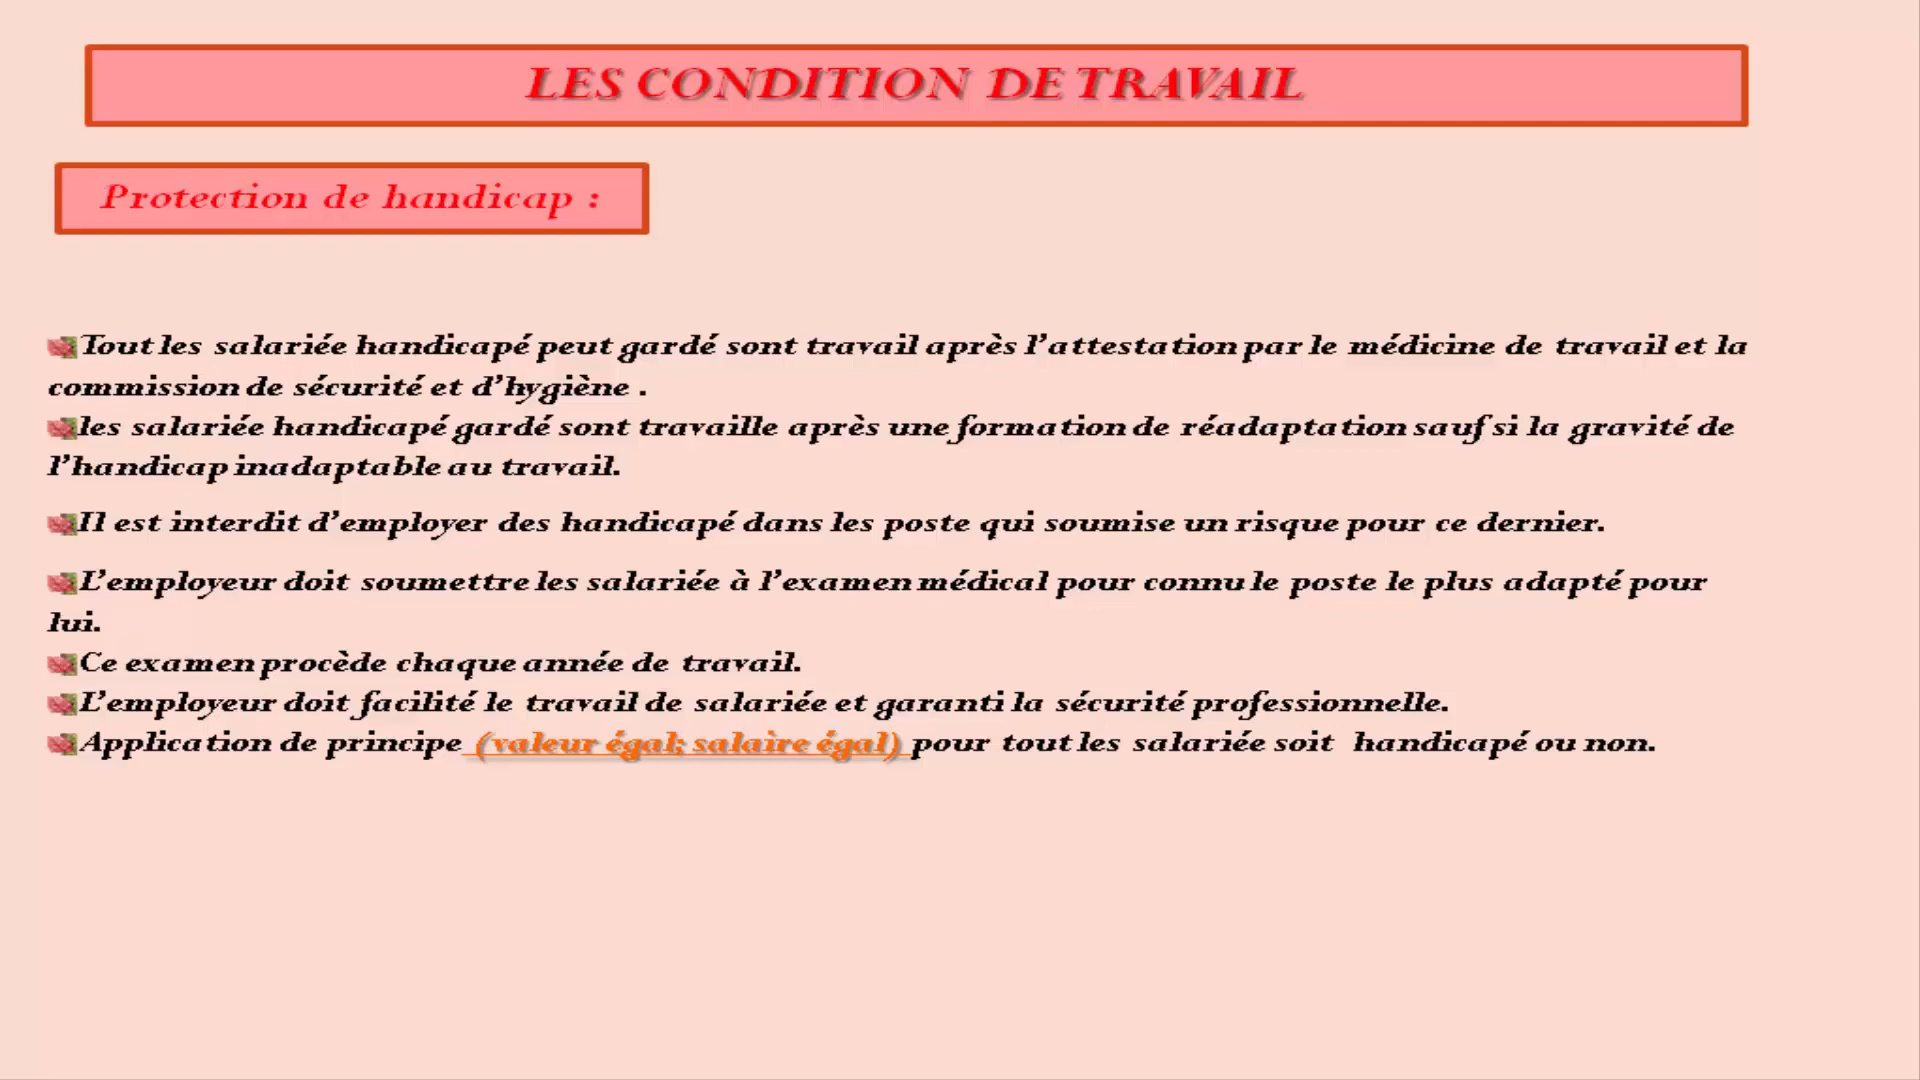 LES CONDITION DE TRAVAIL
Protection de handicap :
Tout les salariée handicapé peut gardé sont travail après l’attestation par le médicine de travail et la
commission de sécurité et d’hygiène .
les salariée handicapé gardé sont travaille après une formation de réadaptation sauf si la gravité de
l’handicap inadaptable au travail.
Il est interdit d’employer des handicapé dans les poste qui soumise un risque pour ce dernier.
L’employeur doit soumettre les salariée à l’examen médical pour connu le poste le plus adapté pour
lui.
Ce examen procède chaque année de travail.
L’employeur doit facilité le travail de salariée et garanti la sécurité professionnelle.
Application de principe (valeur égal; salaire égal) pour tout les salariée soit handicapé ou non.